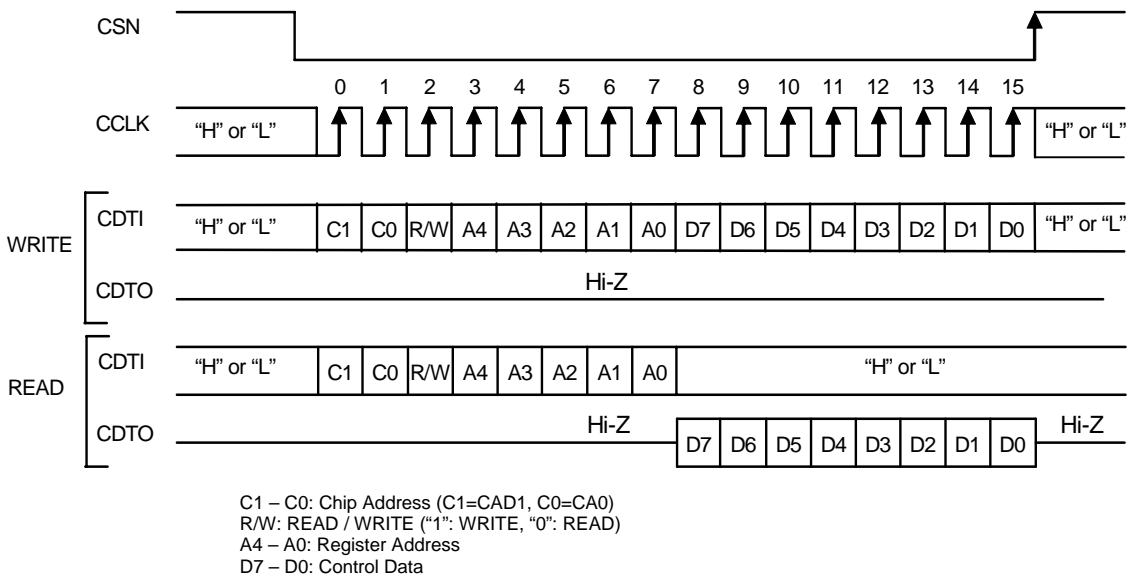 CSN
0 1 2 3 4 5 6 7 8 9 10 11 12 13 14 15
CCLK “H” or “L” “H” or “L”
WRITE
CDTI “H” or “L” C1 C0 R/W A4 A3 A2 A1 A0 D7 D6 D5 D4 D3 D2 D1 D0 “H” or “L”
CDTO Hi-Z
READ
CDTI “H” or “L” C1 C0 R/W A4 A3 A2 A1 A0 “H” or “L”
CDTO Hi-Z D7 D6 D5 D4 D3 D2 D1 D0 Hi-Z
C1 – C0: Chip Address (C1=CAD1, C0=CA0)
R/W: READ / WRITE (“1”: WRITE, “0”: READ)
A4 – A0: Register Address
D7 – D0: Control Data